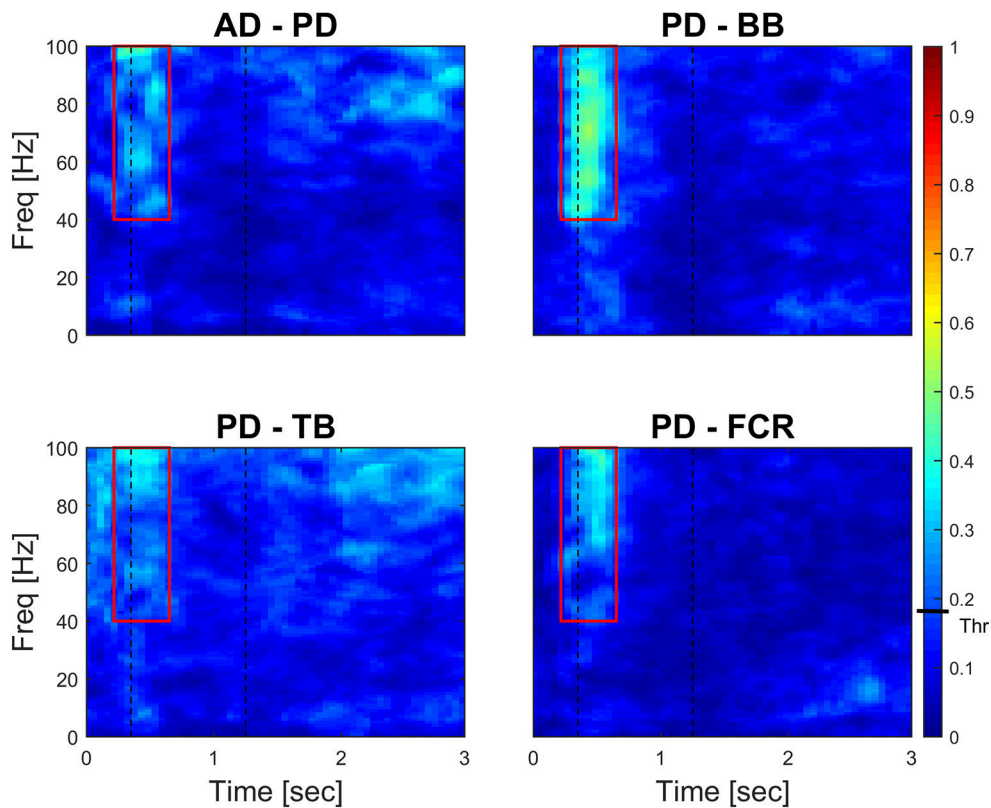 AD - PD
PD - BB
100
80
60
40
20
0
Freq [Hz]
1
0.9
0.8
0.7
0.6
0.5
0.4
0.3
0.2
Thr
0.1
0
PD - TB
PD - FCR
100
80
60
40
20
0
Freq [Hz]
0 1 2 3
0 1 2 3
Time [sec]
Time [sec]